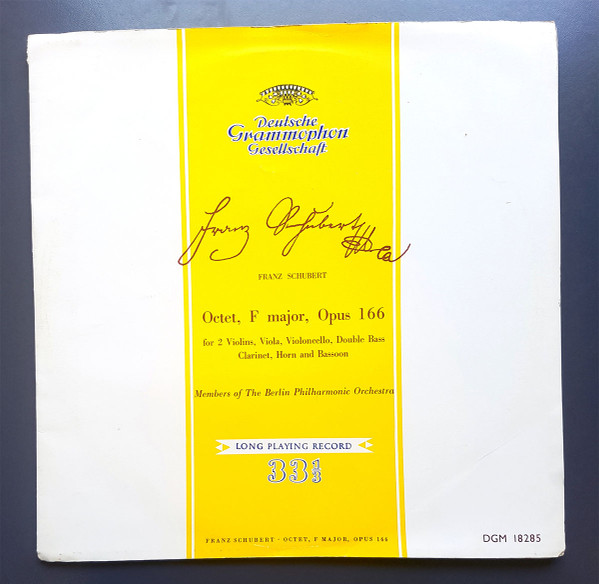 Deutsche
Grammophon
Gesellschaft
Franz Schubert
FRANZ SCHUBERT
Octet, F major, Opus 166
for 2 Violins, Viola, Violoncello, Double Bass
Clarinet, Horn and Bassoon
Members of The Berlin Philharmonic Orchestra
LONG PLAYING RECORD
33⅓
FRANZ SCHUBERT · OCTET, F MAJOR, OPUS 166
DGM 18285